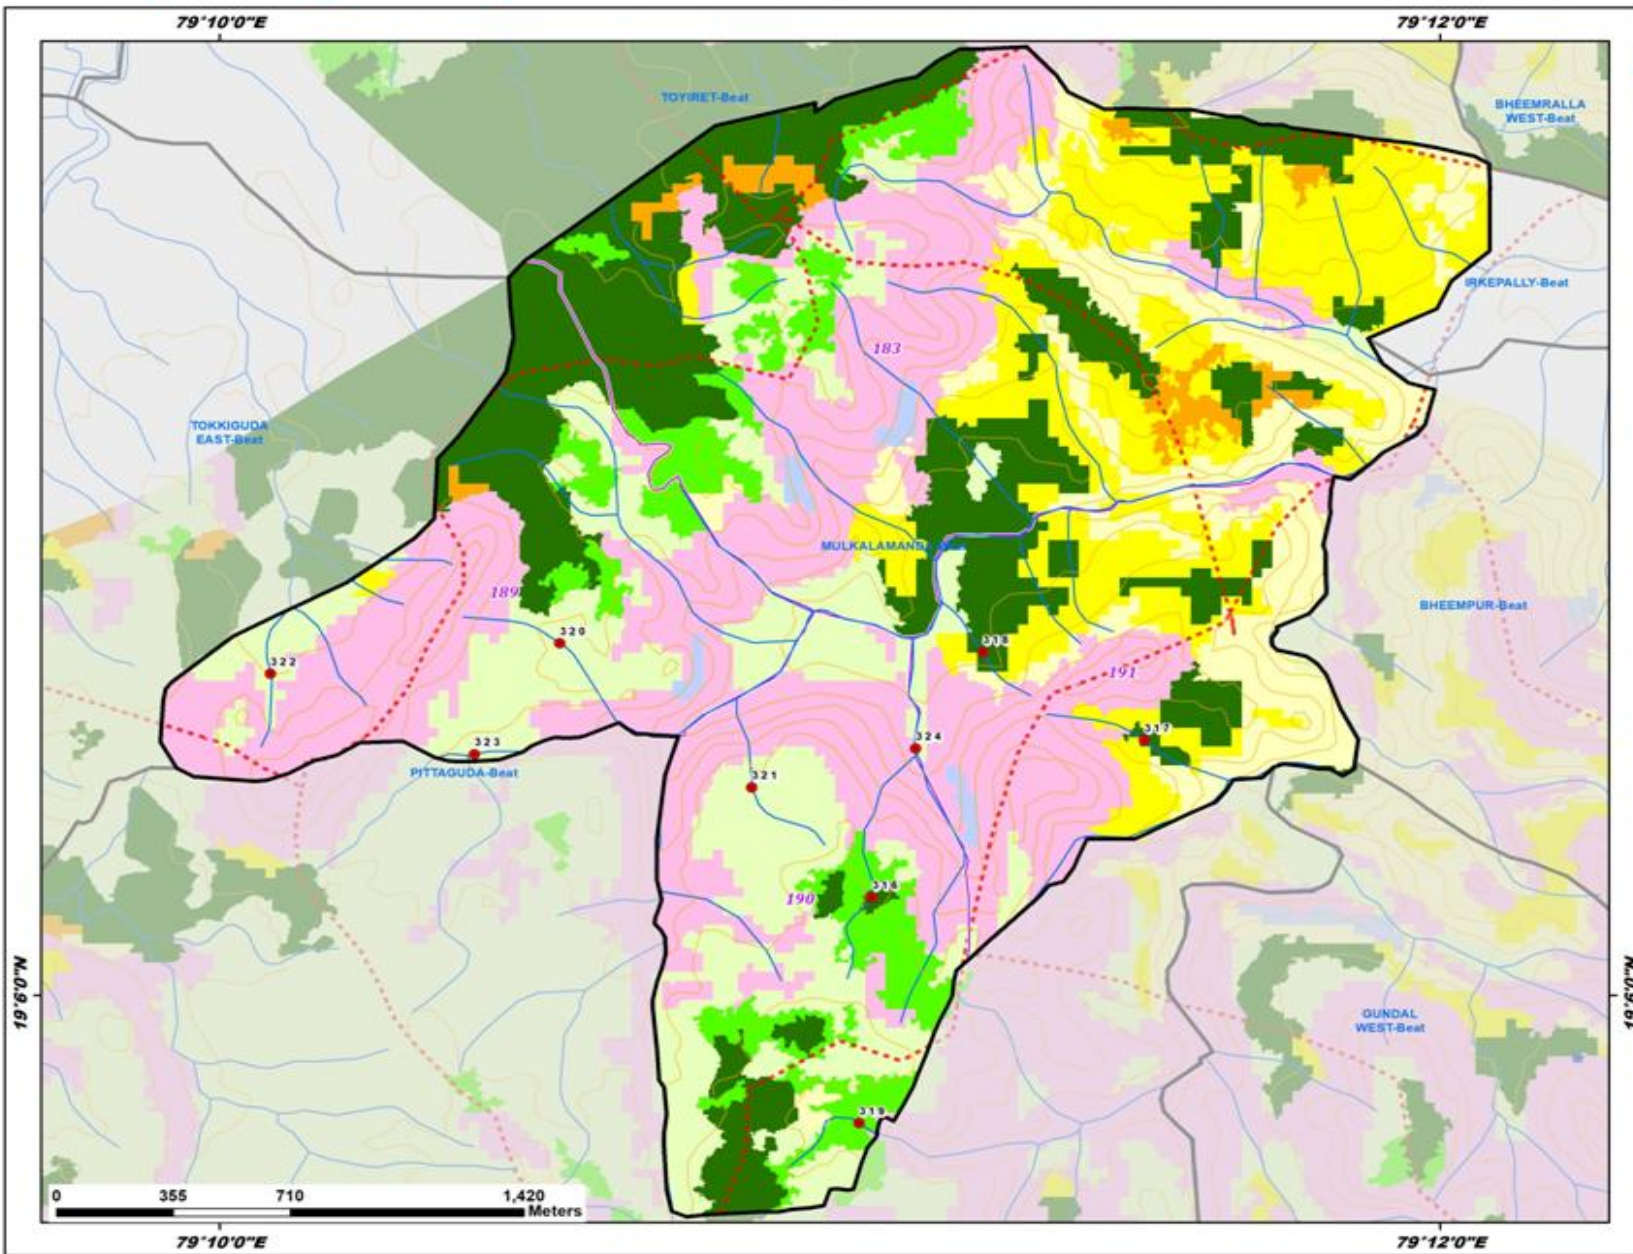 79°10'0"E
79°12'0"E
TOYIRET-Beat
BHEEMRALLA
WEST-Beat
IRKEPALLY-Beat
183
TOKKIGUDA
EAST-Beat
189
320
318
BHEEMPUR-Beat
322
191
323
324
317
PITTAGUDA-Beat
321
190
19°6'0"N
19°6'0"N
GUNDAL
WEST-Beat
319
0 355 710 1,420
Meters
79°10'0"E
79°12'0"E